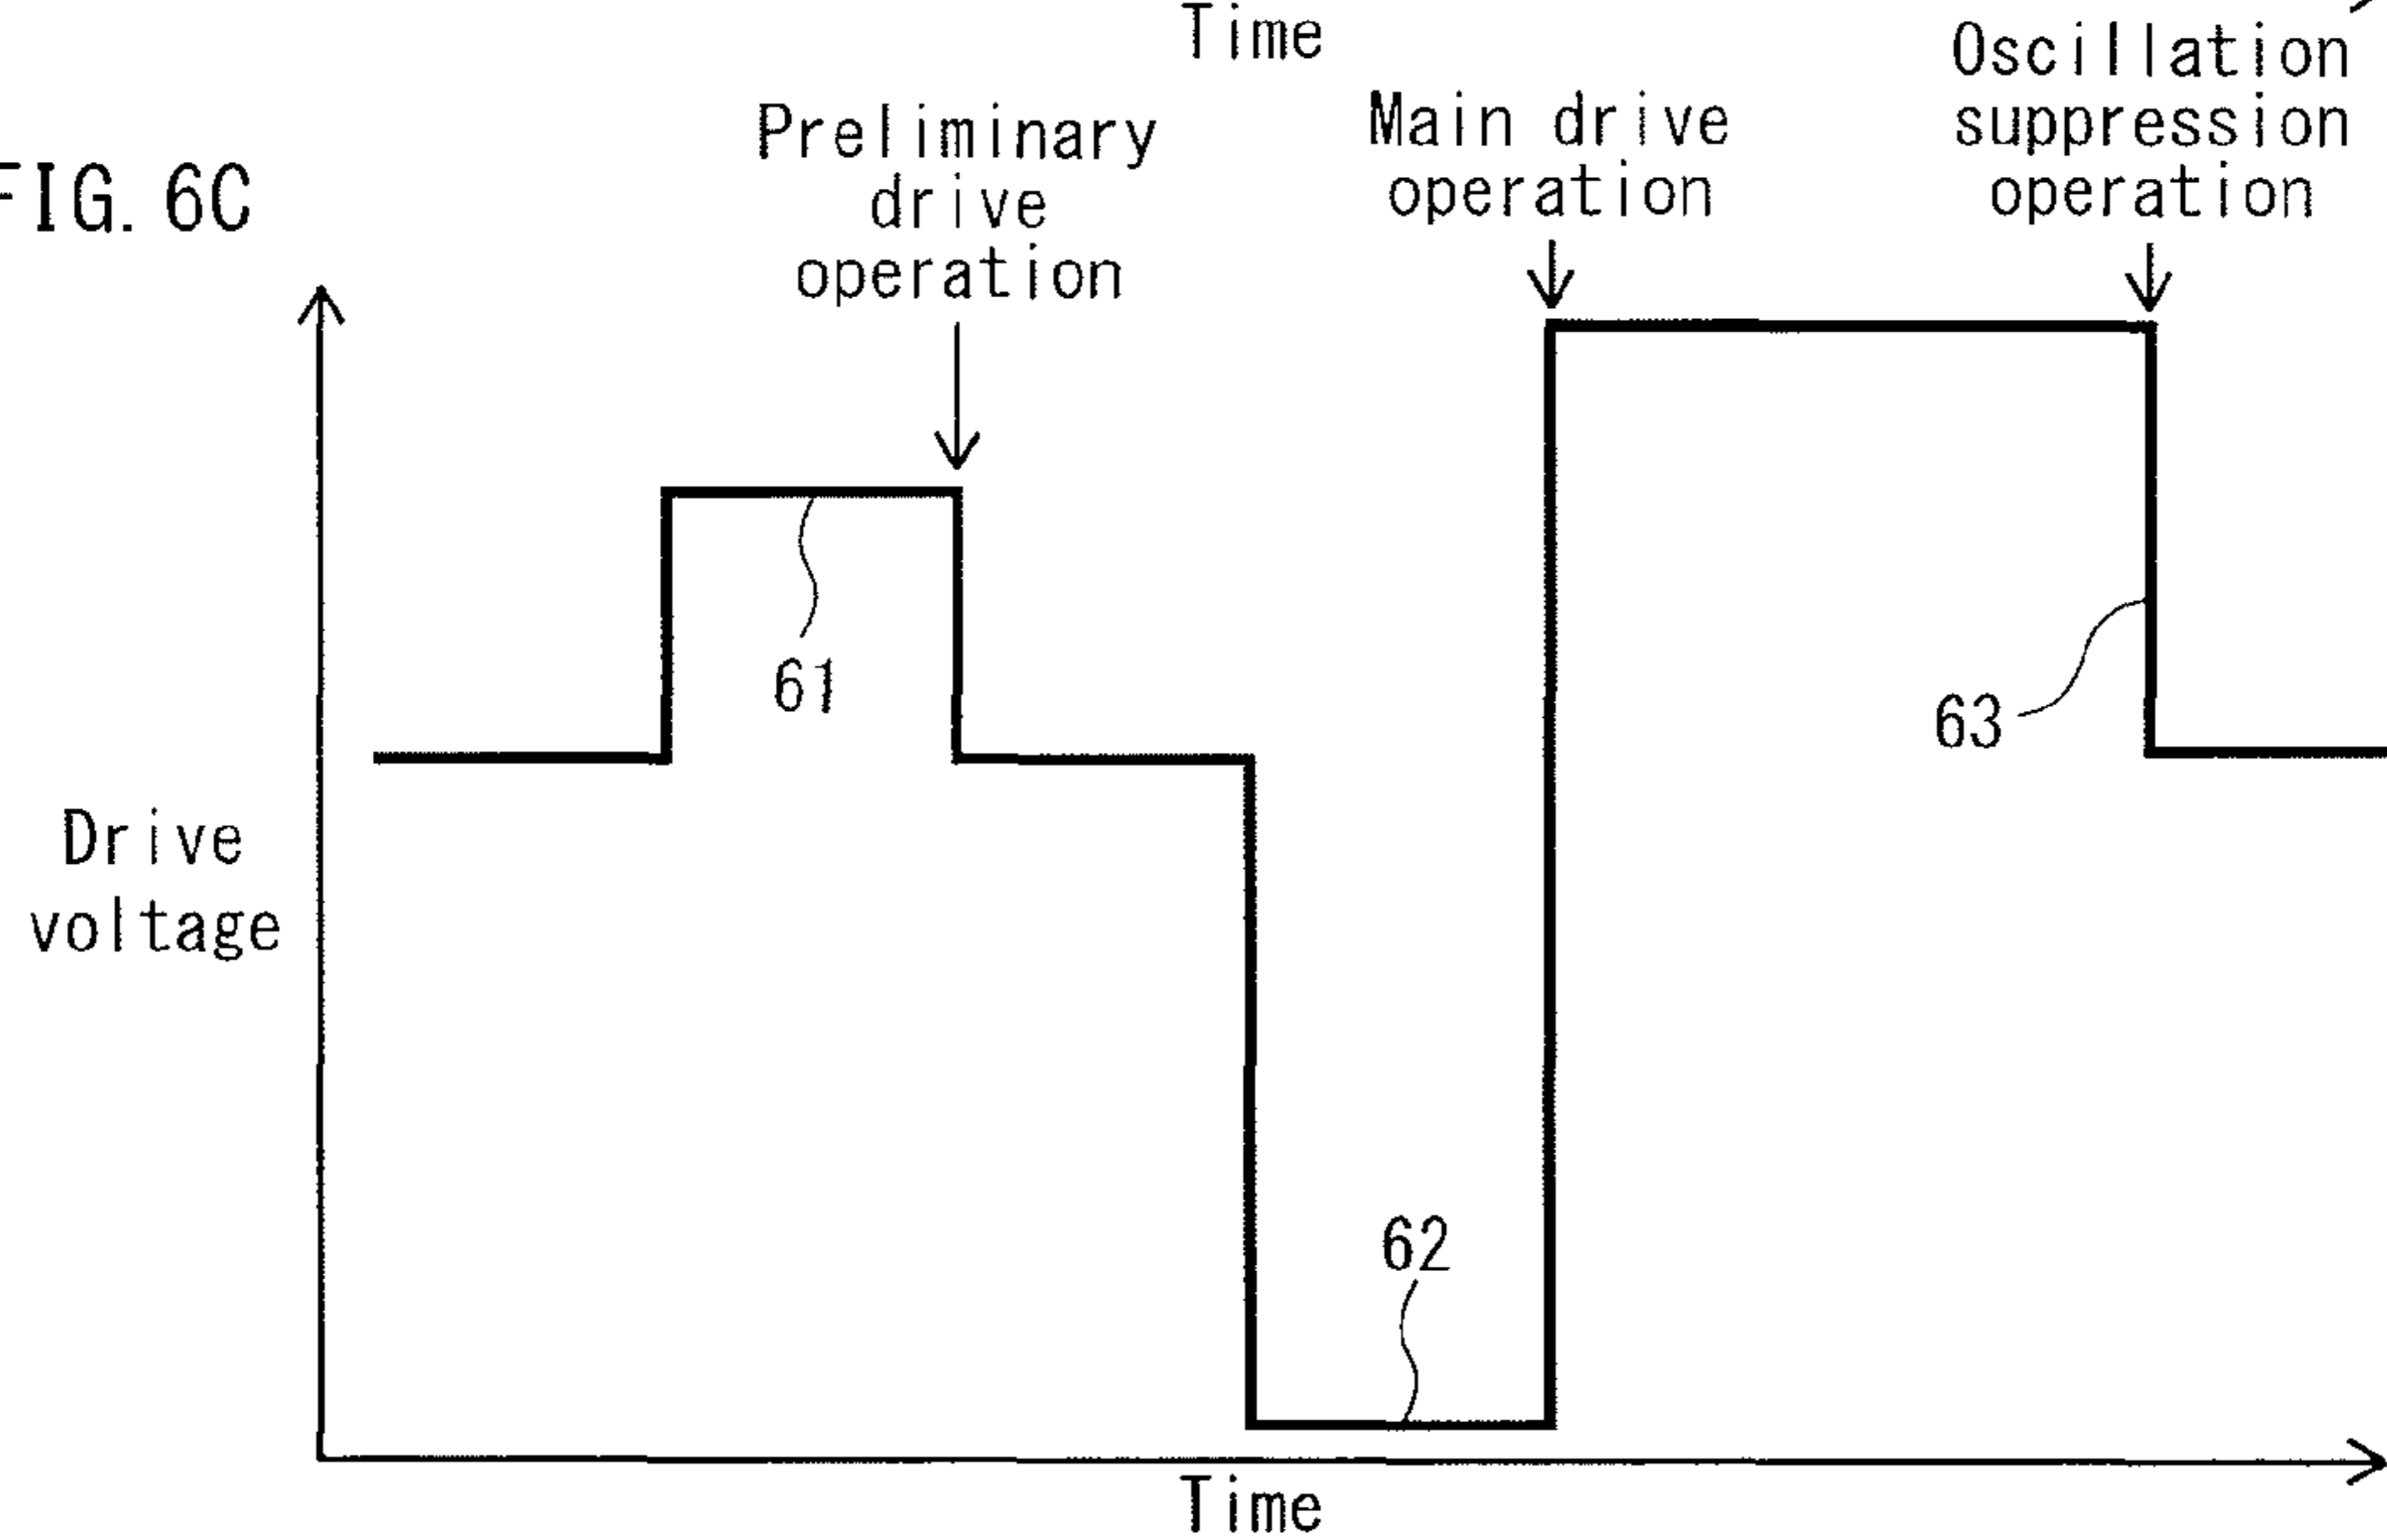 Time
FIG. 6C
Preliminary
drive
operation
Main drive
operation
Oscillation
suppression
operation
61
63
Drive
voltage
62
Time